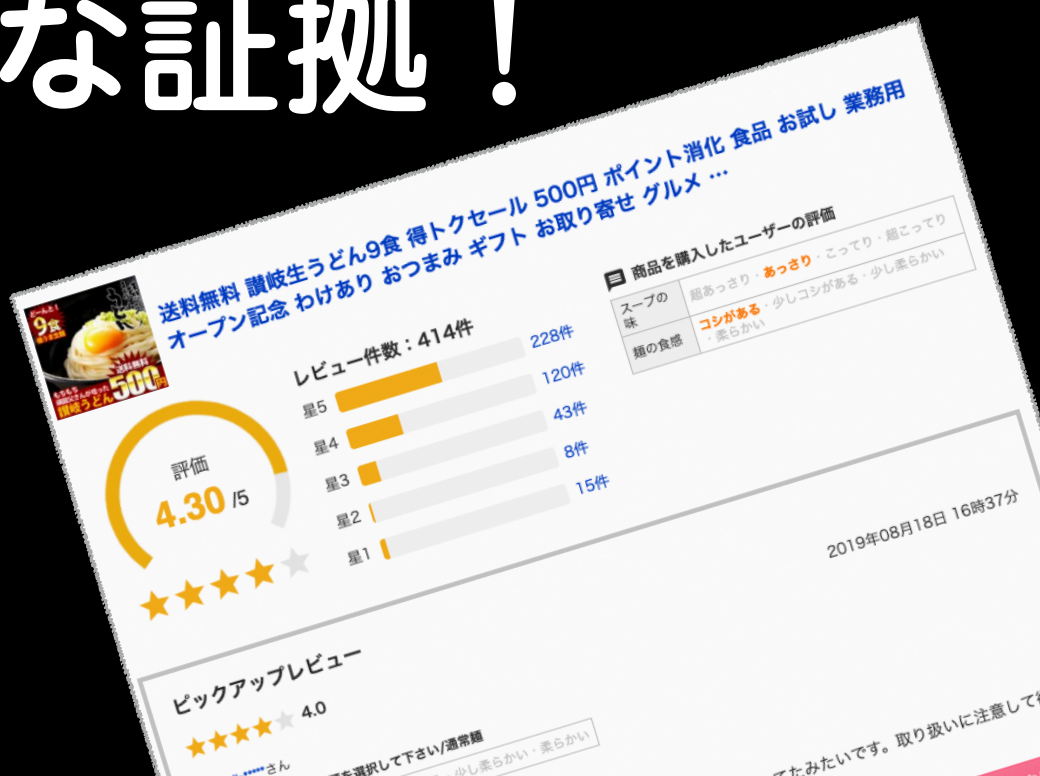 な証拠！
送料無料 讃岐生うどん9食 得トクセール 500円 ポイント消化 食品 お試し 業務用
オープン記念 わけあり おつまみ ギフト お取り寄せ グルメ …
どーんと！
9食
送料無料
500円
もちもち
讃岐うどん
評価
4.30 /5
レビュー件数：414件
星5 228件
星4 120件
星3 43件
星2 8件
星1 15件
商品を購入したユーザーの評価
スープの味 超あっさり・あっさり・こってり・超こってり
麺の食感 コシがある・少しコシがある・少し柔らかい
・柔らかい
2019年08月18日 16時37分
ピックアップレビュー
4.0
さん
を選択して下さい/通常麺
少し柔らかい・柔らかい
てたみたいです。取り扱いに注意して